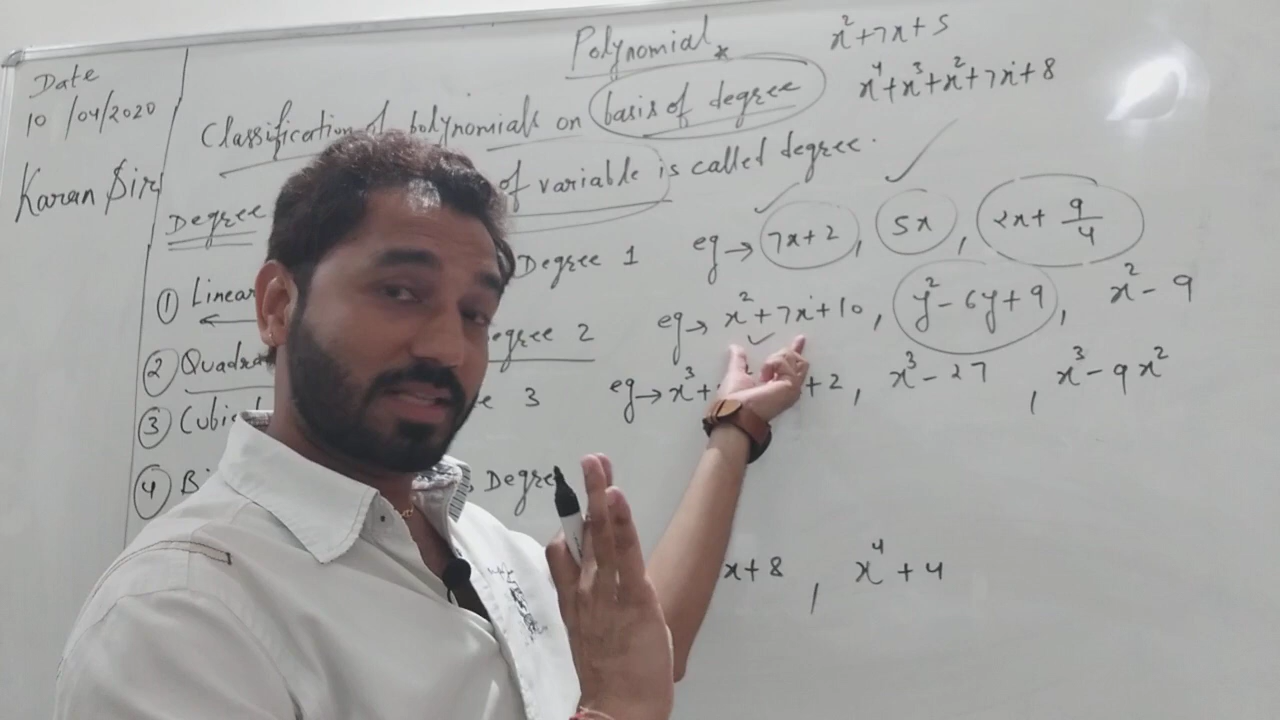 Date
10/04/2020
Karan Sir
Polynomial
x²+7x+5
x⁴+x³+x²+7x+8
Classification of polynomials on basis of degree *
of variable is called degree.
Degree
① Linear
Degree 1 eg→ 7x+2, 5x, 2x+9/4
② Quadra
egree 2 eg→ x²+7x+10, y²-6y+9, x²-9
③ Cubic
e 3 eg→ x³+ +2, x³-27, x³-9x²
④ Bi
Degree
x+8, x⁴+4